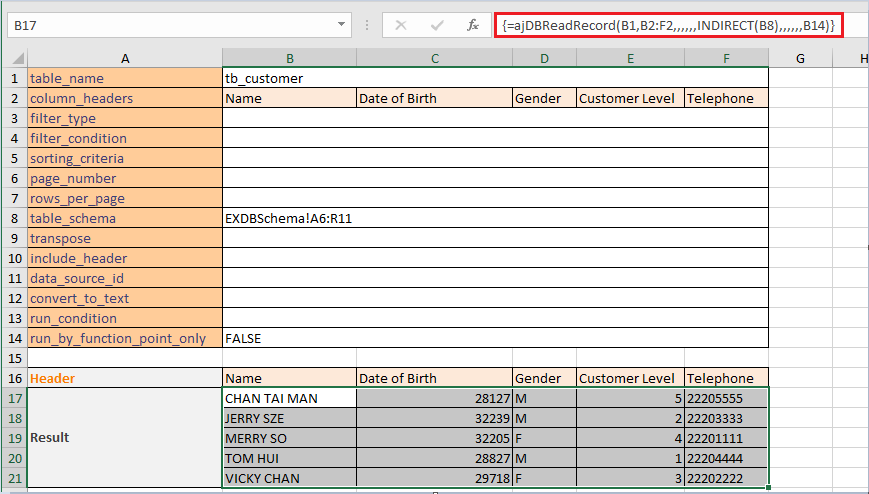 B17 fx {=ajDBReadRecord(B1,B2:F2,,,,,,INDIRECT(B8),,,,,,B14)}
A B C D E F G H
1 table_name tb_customer
2 column_headers Name Date of Birth Gender Customer Level Telephone
3 filter_type
4 filter_condition
5 sorting_criteria
6 page_number
7 rows_per_page
8 table_schema EXDBSchema!A6:R11
9 transpose
10 include_header
11 data_source_id
12 convert_to_text
13 run_condition
14 run_by_function_point_only FALSE
15
16 Header Name Date of Birth Gender Customer Level Telephone
17 CHAN TAI MAN 28127 M 5 22205555
18 JERRY SZE 32239 M 2 22203333
19 Result MERRY SO 32205 F 4 22201111
20 TOM HUI 28827 M 1 22204444
21 VICKY CHAN 29718 F 3 22202222